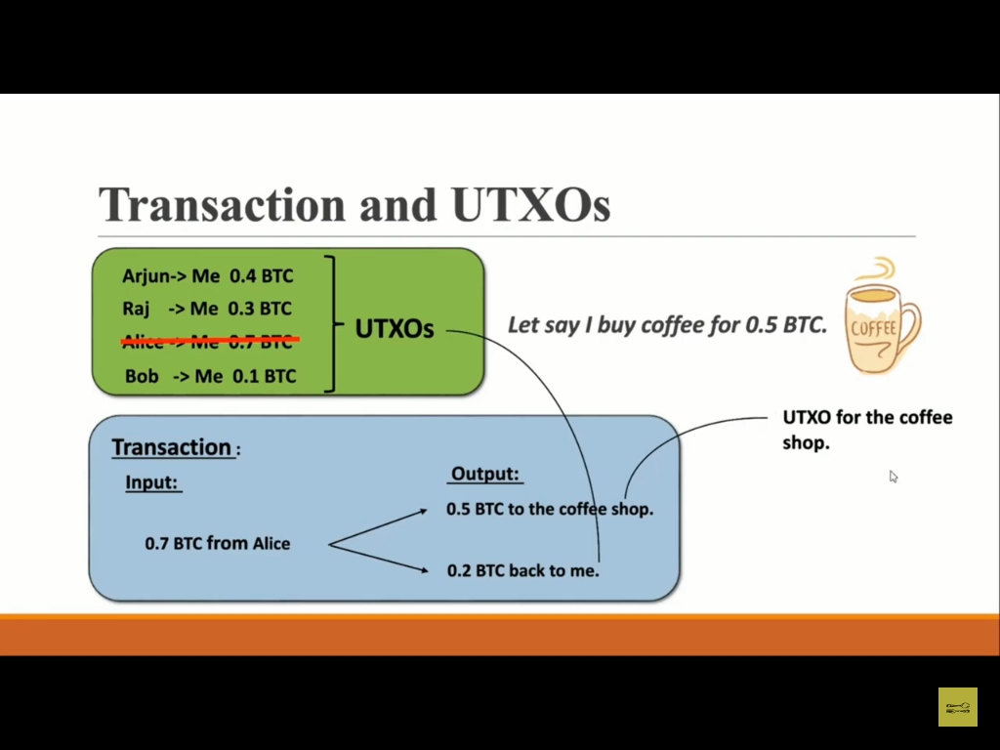 Transaction and UTXOs
Arjun-> Me 0.4 BTC
Raj -> Me 0.3 BTC
Alice -> Me 0.7 BTC
Bob -> Me 0.1 BTC
UTXOs
Let say I buy coffee for 0.5 BTC.
COFFEE
UTXO for the coffee
shop.
Transaction :
Input:
0.7 BTC from Alice
Output:
0.5 BTC to the coffee shop.
0.2 BTC back to me.